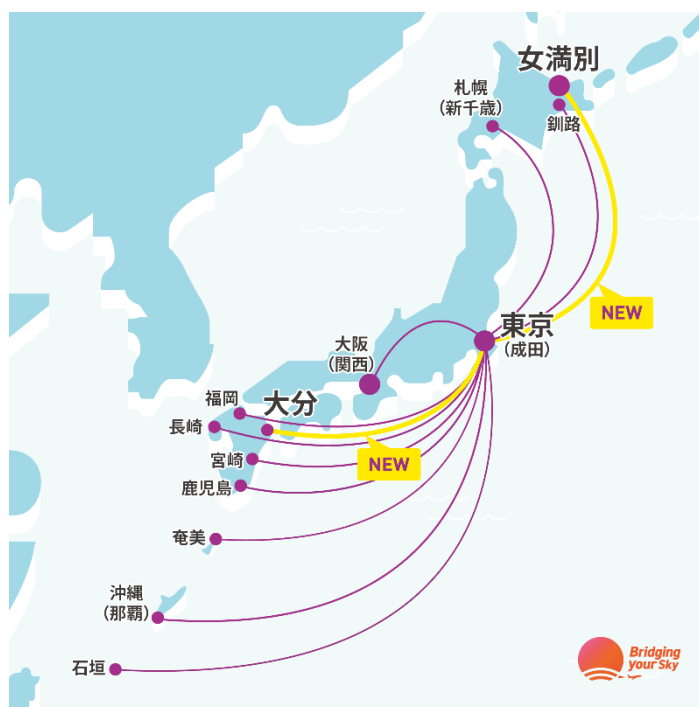 女満別
札幌
(新千歳)
釧路
NEW
東京
(成田)
大阪
(関西)
福岡
大分
長崎
NEW
宮崎
鹿児島
奄美
沖縄
(那覇)
石垣
Bridging
your Sky